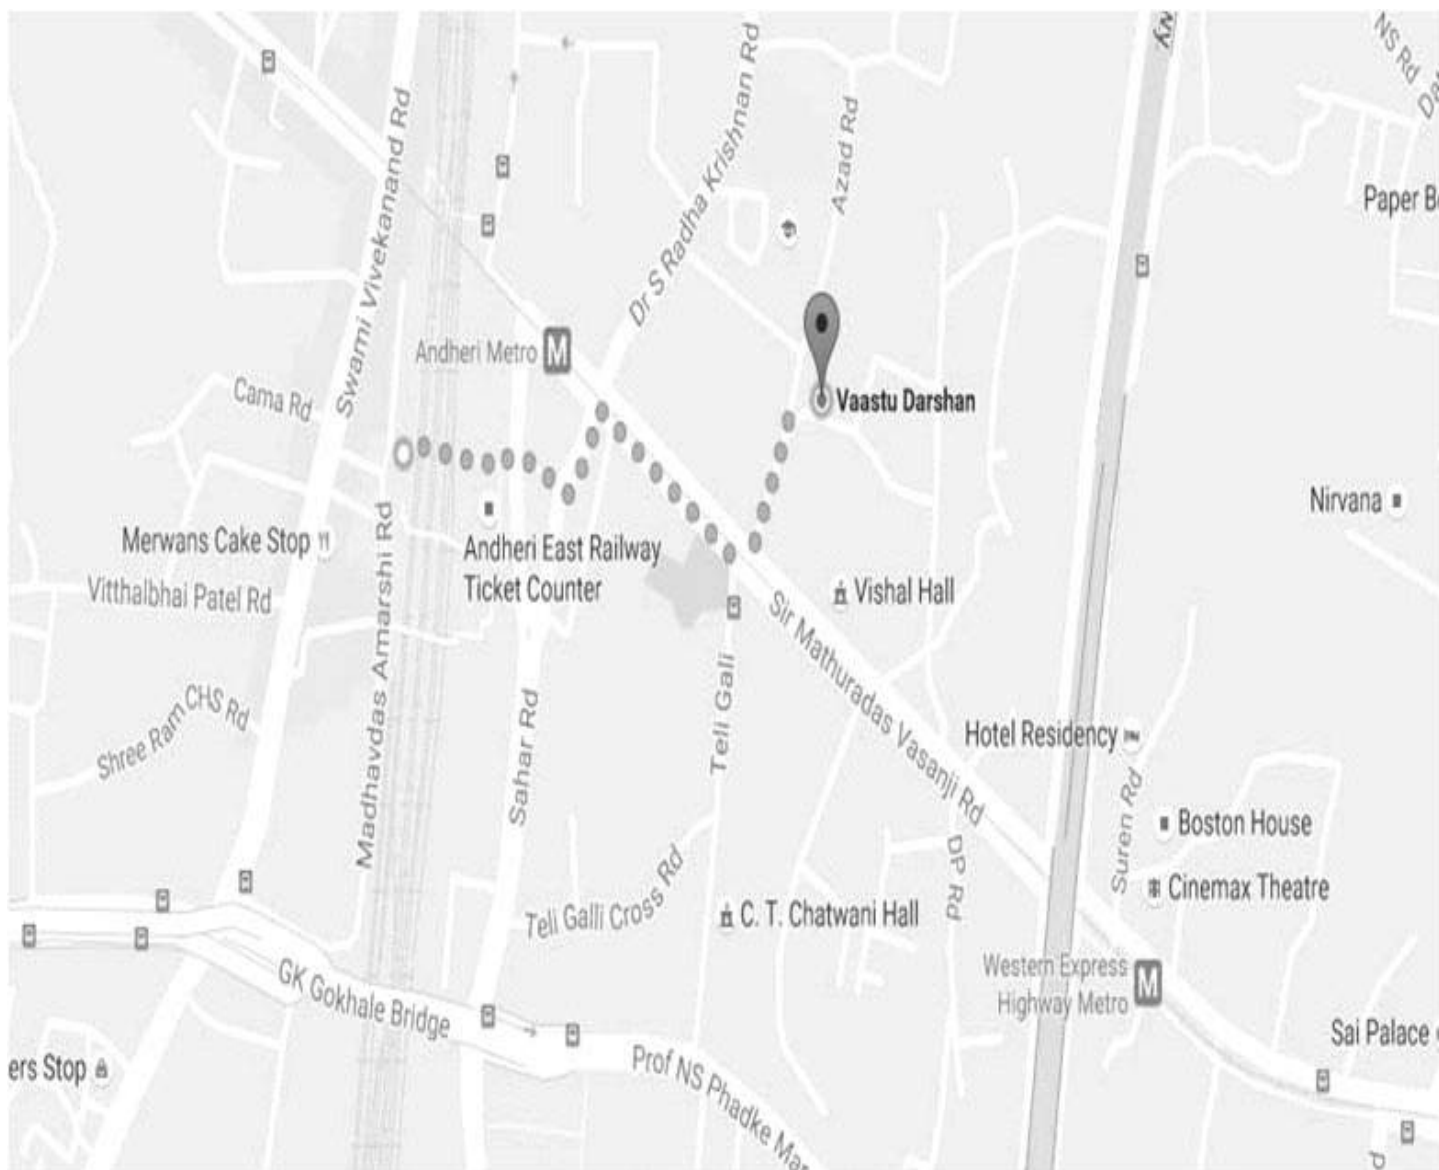 NS Rd
Swami Vivekanand Rd
Dr S Radha Krishnan Rd
Azad Rd
Andheri Metro
M
Paper
Cama Rd
Vaastu Darshan
Nirvana
Merwans Cake Stop
Andheri East Railway
Ticket Counter
Vitthalbhai Patel Rd
Vishal Hall
Madhavdas Amarshi Rd
Sir Mathuradas Vasanji Rd
Teli Gali
Shree Ram CHS Rd
Sahar Rd
Hotel Residency
Suren Rd
Boston House
DP Rd
Cinemax Theatre
Teli Galli Cross Rd
C. T. Chatwani Hall
GK Gokhale Bridge
Western Express
Highway Metro
M
Sai Palace
ers Stop
Prof NS Phadke Mar